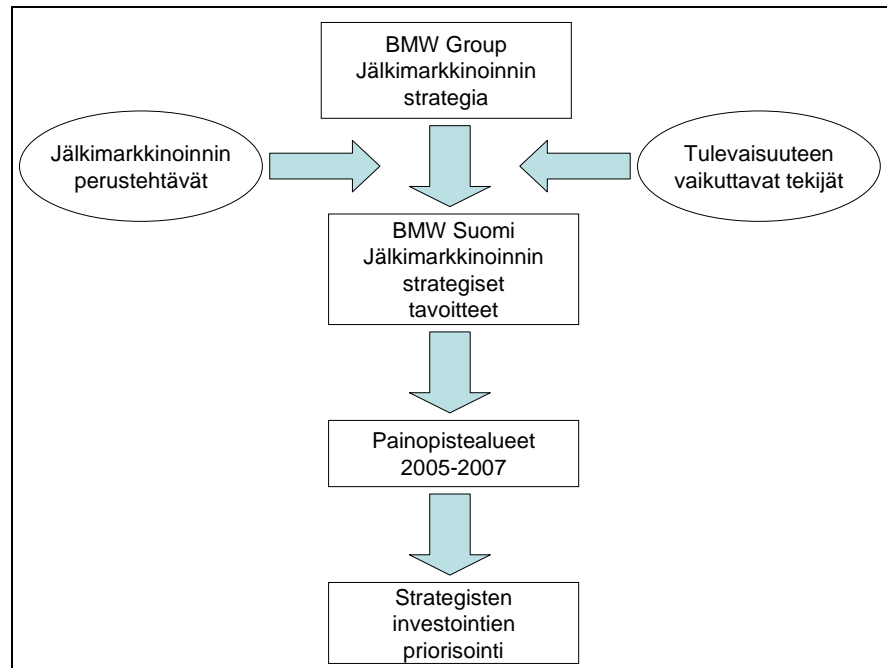 BMW Group
Jälkimarkkinoinnin
strategia
Jälkimarkkinoinnin
perustehtävät
Tulevaisuuteen
vaikuttavat tekijät
BMW Suomi
Jälkimarkkinoinnin
strategiset
tavoitteet
Painopistealueet
2005-2007
Strategisten
investointien
priorisointi